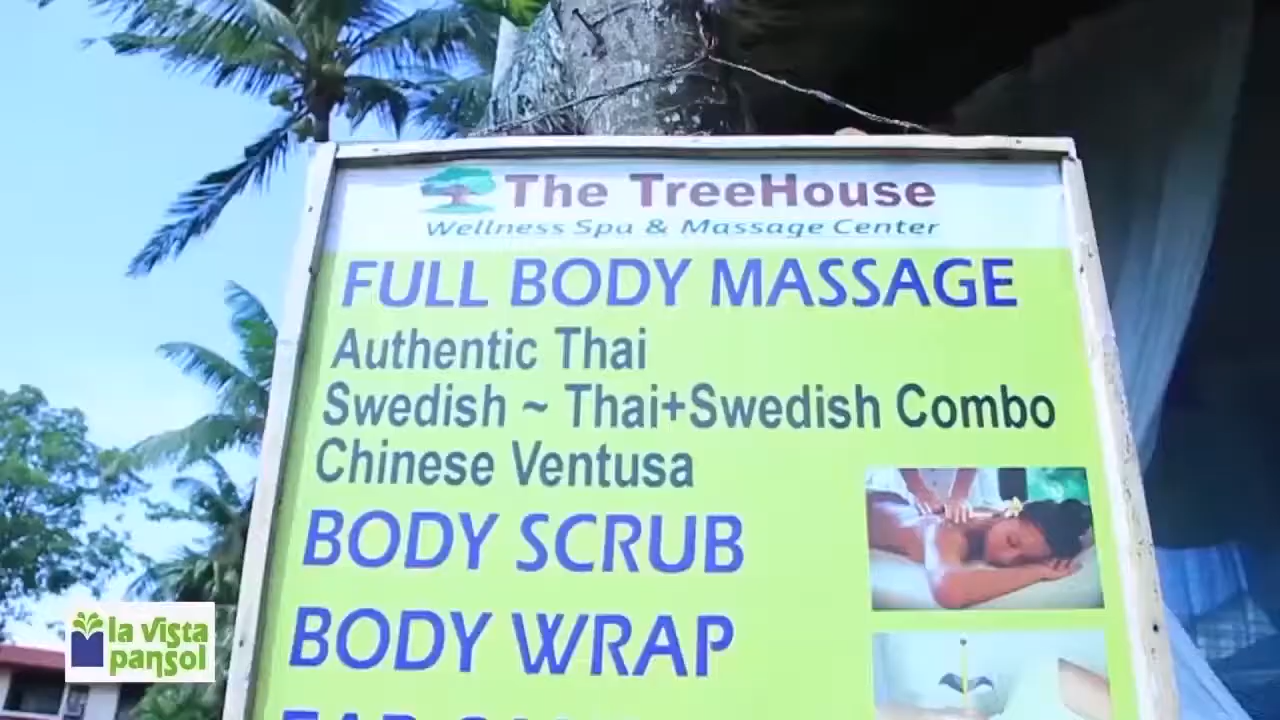 The TreeHouse
Wellness Spa & Massage Center
FULL BODY MASSAGE
Authentic Thai
Swedish ~ Thai+Swedish Combo
Chinese Ventusa
BODY SCRUB
BODY WRAP
la vista
pansol